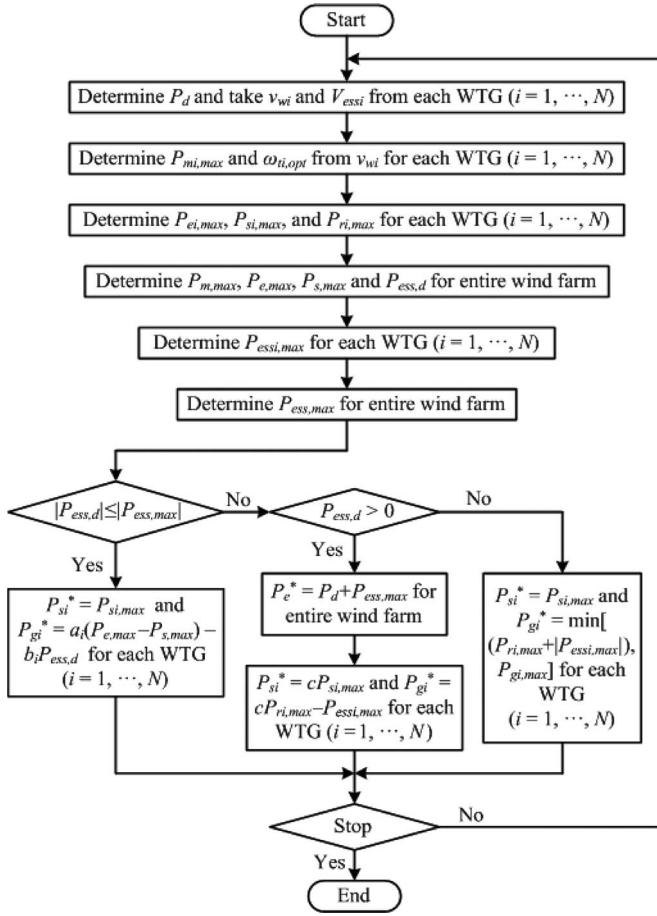 Start
Determine P_d and take v_wi and V_essi from each WTG (i = 1, ···, N)
Determine P_mi,max and ω_ti,opt from v_wi for each WTG (i = 1, ···, N)
Determine P_ei,max, P_si,max, and P_ri,max for each WTG (i = 1, ···, N)
Determine P_m,max, P_e,max, P_s,max and P_ess,d for entire wind farm
Determine P_essi,max for each WTG (i = 1, ···, N)
Determine P_ess,max for entire wind farm
|P_ess,d|≤|P_ess,max|
No
P_ess,d > 0
No
Yes
Yes
P_si* = P_si,max and
P_gi* = a_i(P_e,max−P_s,max) −
b_iP_ess,d for each WTG
(i = 1, ···, N)
P_e* = P_d+P_ess,max for
entire wind farm
P_si* = cP_si,max and P_gi* =
cP_ri,max−P_essi,max for each
WTG (i = 1, ···, N)
P_si* = P_si,max and
P_gi* = min[
(P_ri,max+|P_essi,max|),
P_gi,max] for each
WTG
(i = 1, ···, N)
Stop
No
Yes
End